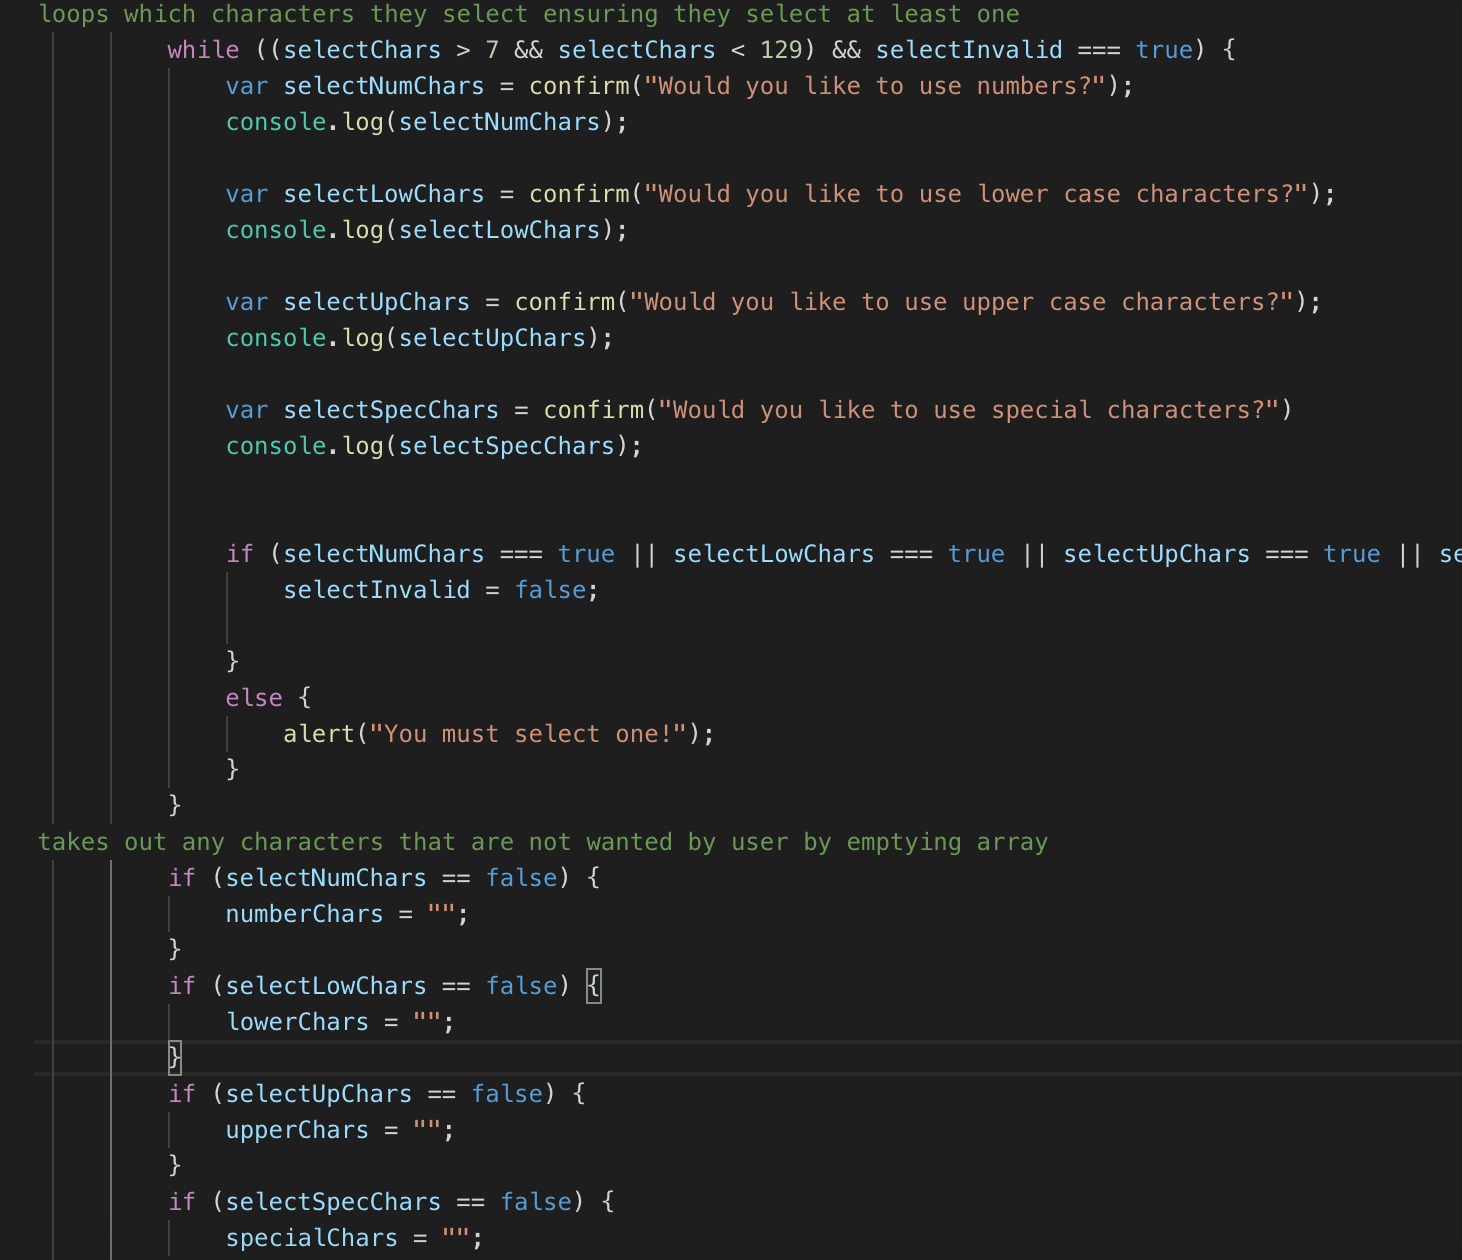 loops which characters they select ensuring they select at least one
while ((selectChars > 7 && selectChars < 129) && selectInvalid === true) {
var selectNumChars = confirm("Would you like to use numbers?");
console.log(selectNumChars);
var selectLowChars = confirm("Would you like to use lower case characters?");
console.log(selectLowChars);
var selectUpChars = confirm("Would you like to use upper case characters?");
console.log(selectUpChars);
var selectSpecChars = confirm("Would you like to use special characters?")
console.log(selectSpecChars);
if (selectNumChars === true || selectLowChars === true || selectUpChars === true || se
selectInvalid = false;
}
else {
alert("You must select one!");
}
}
takes out any characters that are not wanted by user by emptying array
if (selectNumChars == false) {
numberChars = "";
}
if (selectLowChars == false) {
lowerChars = "";
}
if (selectUpChars == false) {
upperChars = "";
}
if (selectSpecChars == false) {
specialChars = "";